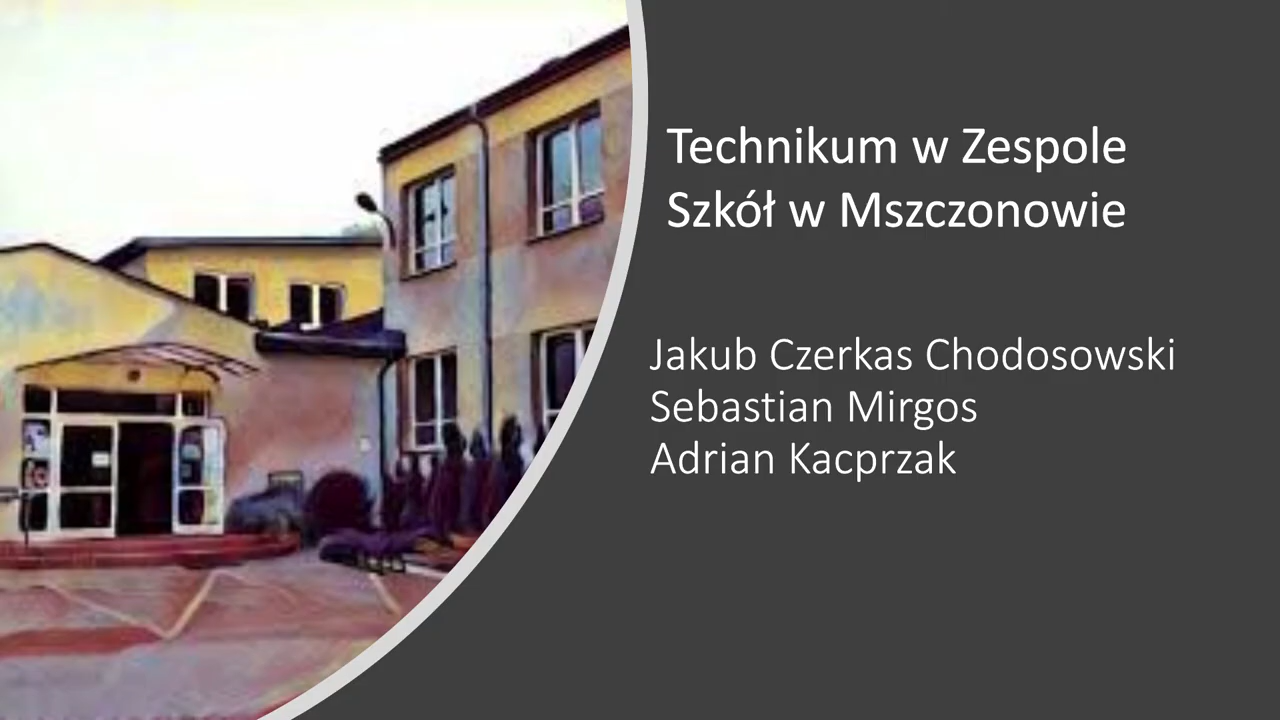 Technikum w Zespole
Szkół w Mszczonowie
Jakub Czerkas Chodosowski
Sebastian Mirgos
Adrian Kacprzak